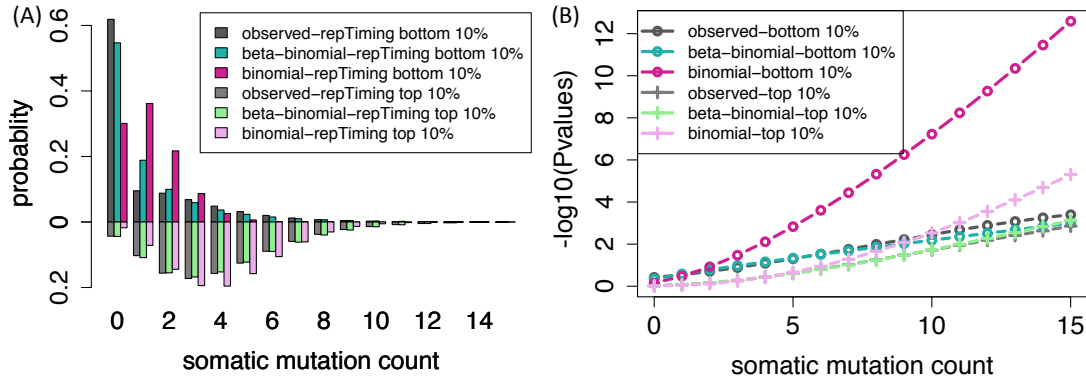 (A)
0.6
0.4
0.2
0
0.2
probablity
observed-repTiming bottom 10%
beta-binomial-repTiming bottom 10%
binomial-repTiming bottom 10%
observed-repTiming top 10%
beta-binomial-repTiming top 10%
binomial-repTiming top 10%
0 2 4 6 8 10 12 14
somatic mutation count
(B)
12
10
8
6
4
2
0
-log10(Pvalues)
observed-bottom 10%
beta-binomial-bottom 10%
binomial-bottom 10%
observed-top 10%
beta-binomial-top 10%
binomial-top 10%
0 5 10 15
somatic mutation count